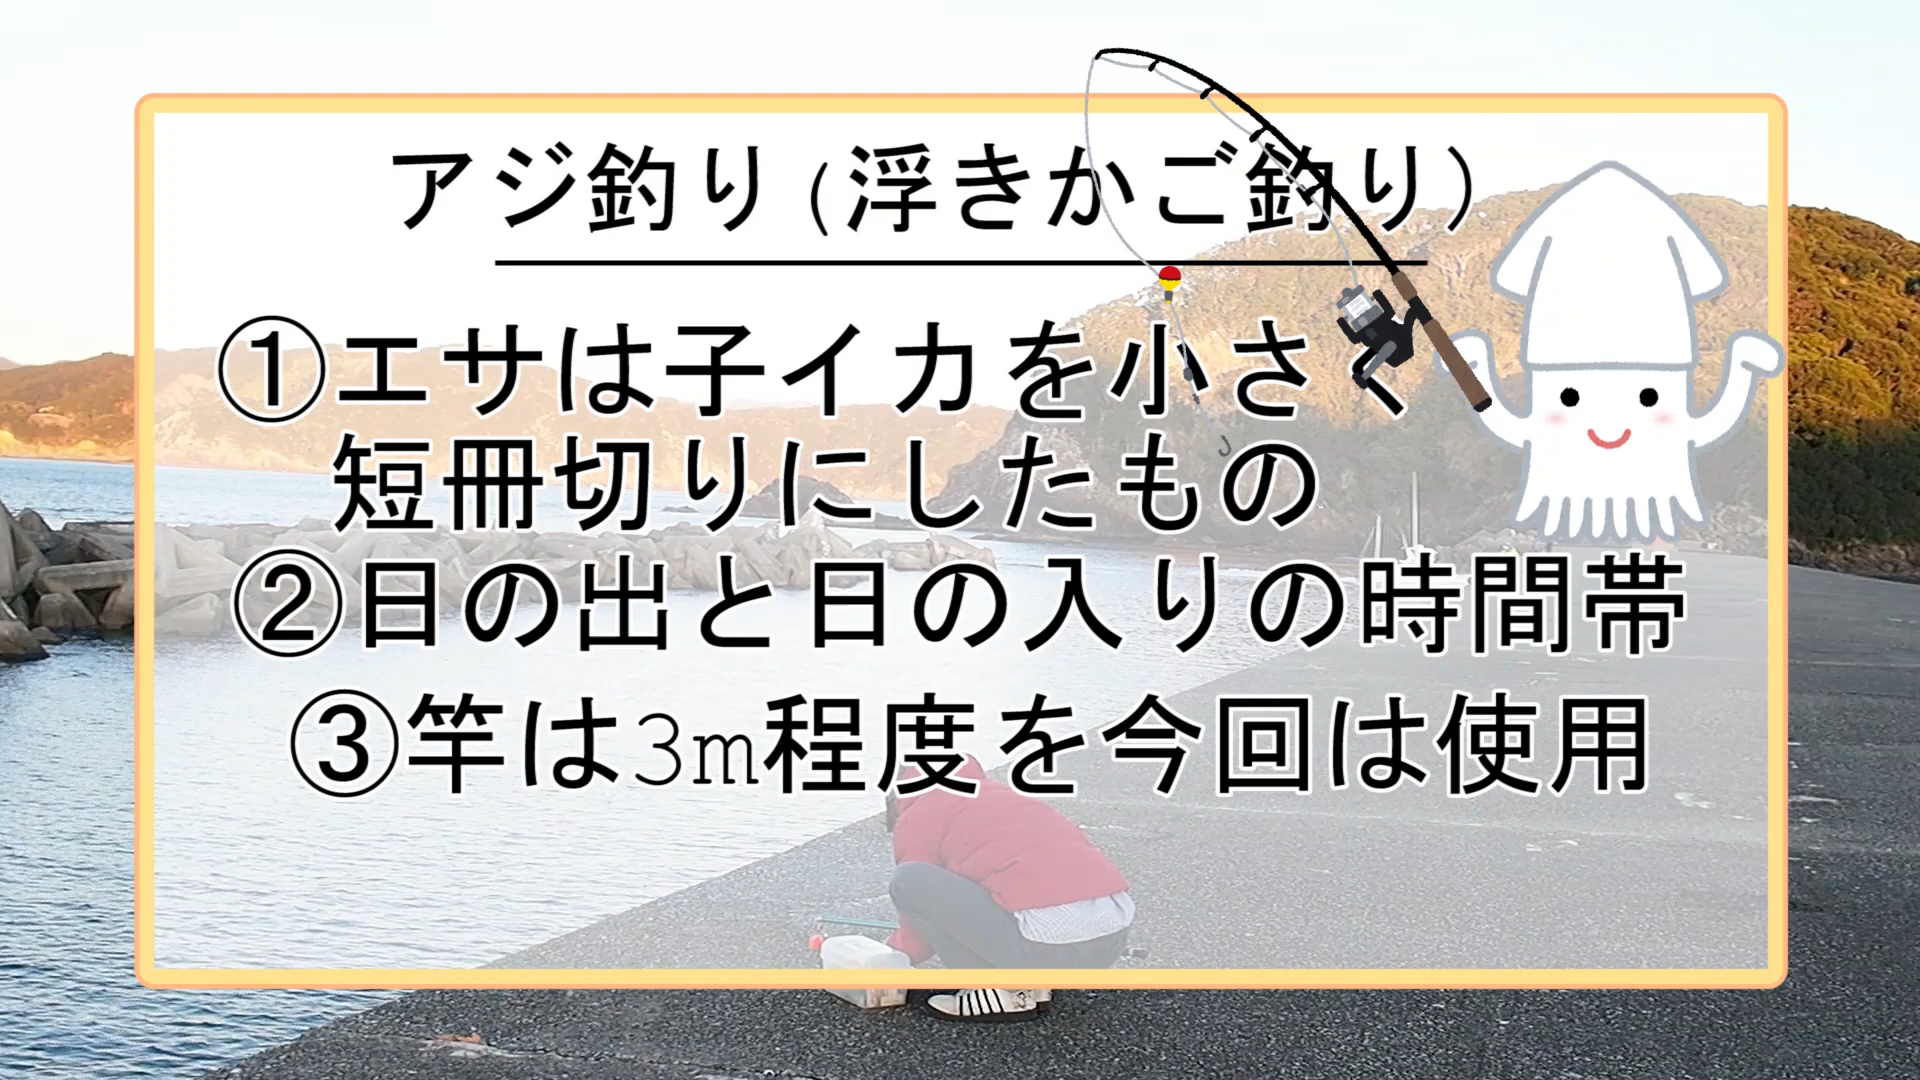 アジ釣り(浮きかご釣り)
①エサは子イカを小さく
短冊切りにしたもの
②日の出と日の入りの時間帯
③竿は3m程度を今回は使用